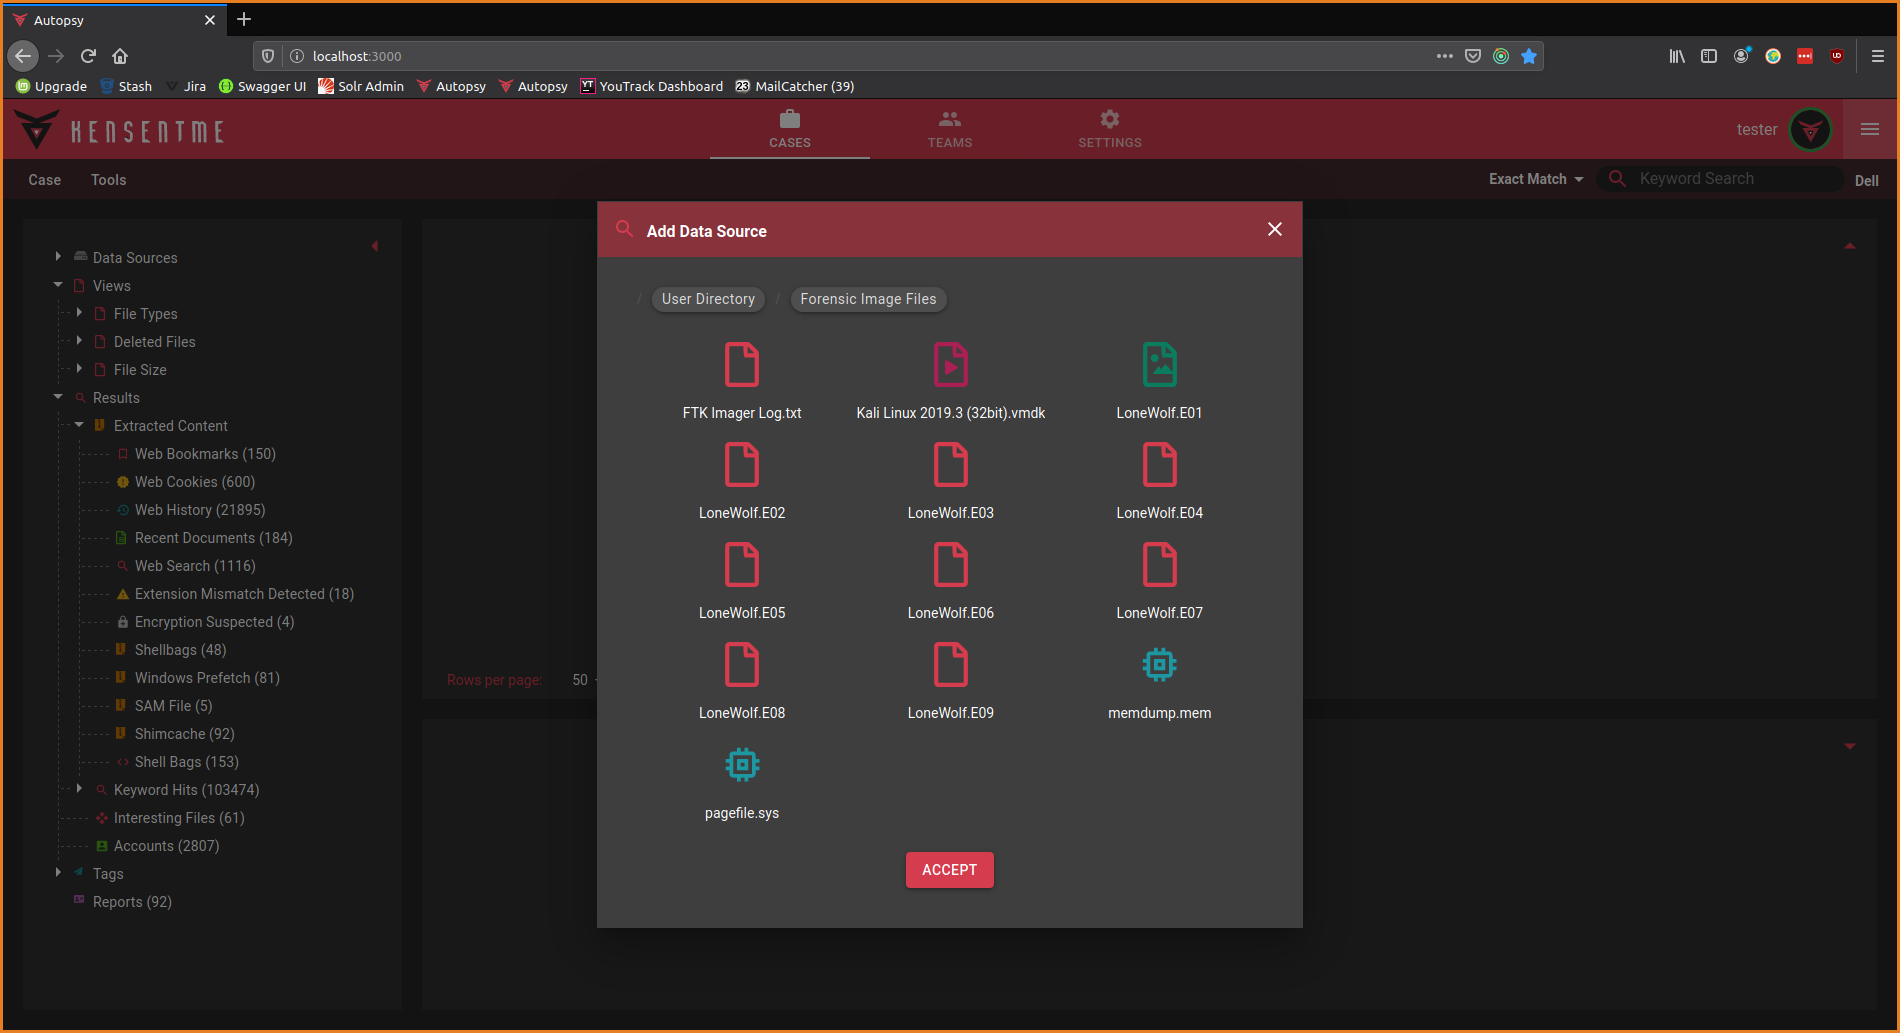 Autopsy
localhost:3000
Upgrade Stash Jira Swagger UI Solr Admin Autopsy Autopsy YT YouTrack Dashboard 23 MailCatcher (39)
KENSENTME
CASES TEAMS SETTINGS
tester
Case Tools
Exact Match Keyword Search Dell
Add Data Source
/ User Directory / Forensic Image Files
FTK Imager Log.txt Kali Linux 2019.3 (32bit).vmdk LoneWolf.E01
LoneWolf.E02 LoneWolf.E03 LoneWolf.E04
LoneWolf.E05 LoneWolf.E06 LoneWolf.E07
LoneWolf.E08 LoneWolf.E09 memdump.mem
pagefile.sys
ACCEPT
Data Sources
Views
File Types
Deleted Files
File Size
Results
Extracted Content
Web Bookmarks (150)
Web Cookies (600)
Web History (21895)
Recent Documents (184)
Web Search (1116)
Extension Mismatch Detected (18)
Encryption Suspected (4)
Shellbags (48)
Windows Prefetch (81)
SAM File (5)
Shimcache (92)
Shell Bags (153)
Keyword Hits (103474)
Interesting Files (61)
Accounts (2807)
Tags
Reports (92)
Rows per page: 50